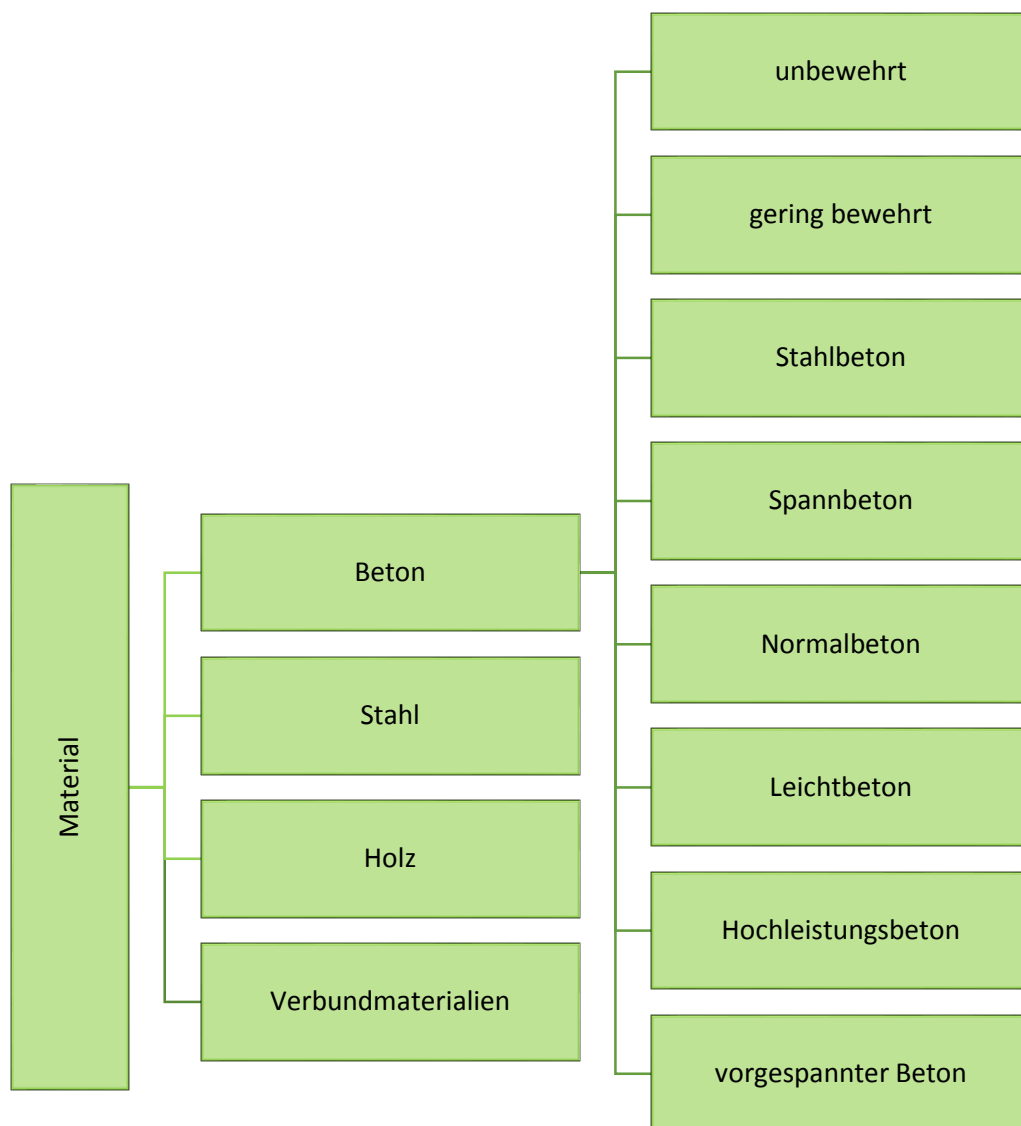 Material
Beton
Stahl
Holz
Verbundmaterialien
unbewehrt
gering bewehrt
Stahlbeton
Spannbeton
Normalbeton
Leichtbeton
Hochleistungsbeton
vorgespannter Beton